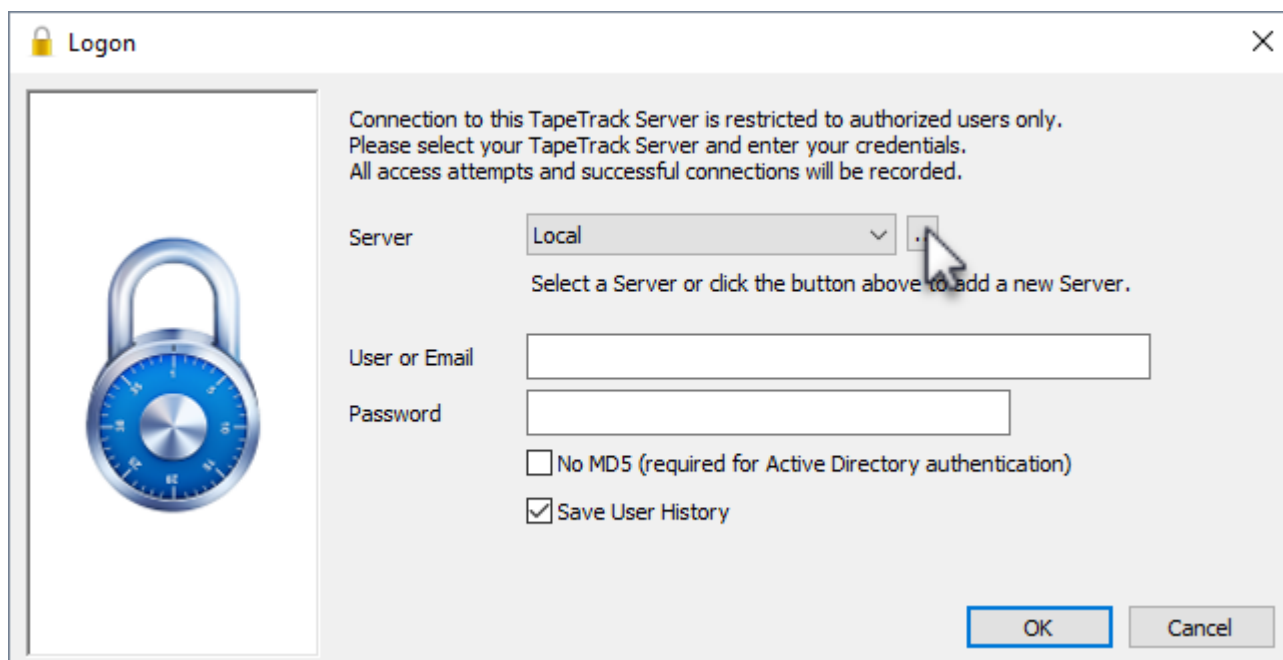 Logon
Connection to this TapeTrack Server is restricted to authorized users only.
Please select your TapeTrack Server and enter your credentials.
All access attempts and successful connections will be recorded.
Server Local
Select a Server or click the button above to add a new Server.
User or Email
Password
No MD5 (required for Active Directory authentication)
Save User History
OK Cancel